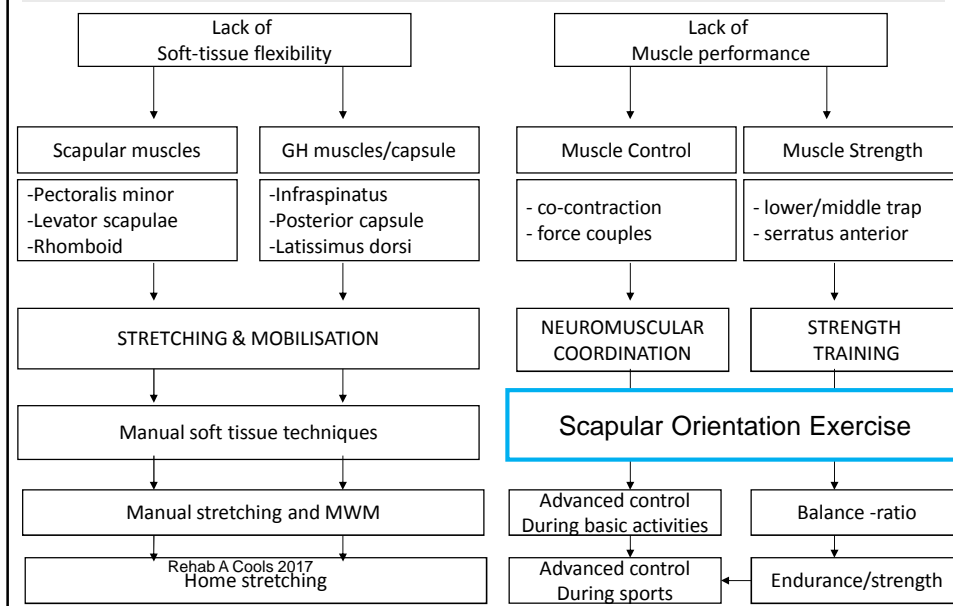 Lack of
Soft-tissue flexibility
Lack of
Muscle performance
Scapular muscles
GH muscles/capsule
Muscle Control
Muscle Strength
-Pectoralis minor
-Levator scapulae
-Rhomboid
-Infraspinatus
-Posterior capsule
-Latissimus dorsi
- co-contraction
- force couples
- lower/middle trap
- serratus anterior
STRETCHING & MOBILISATION
NEUROMUSCULAR
COORDINATION
STRENGTH
TRAINING
Manual soft tissue techniques
Scapular Orientation Exercise
Manual stretching and MWM
Advanced control
During basic activities
Balance -ratio
Rehab A Cools 2017
Home stretching
Advanced control
During sports
Endurance/strength